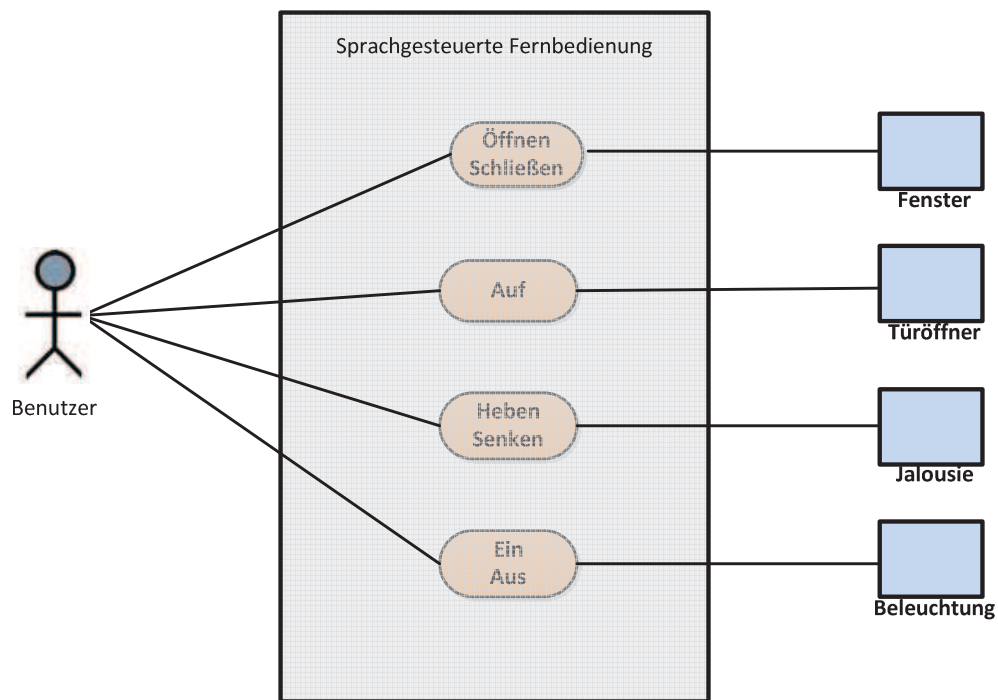 Sprachgesteuerte Fernbedienung
Öffnen
Schließen
Fenster
Auf
Türöffner
Benutzer
Heben
Senken
Jalousie
Ein
Aus
Beleuchtung